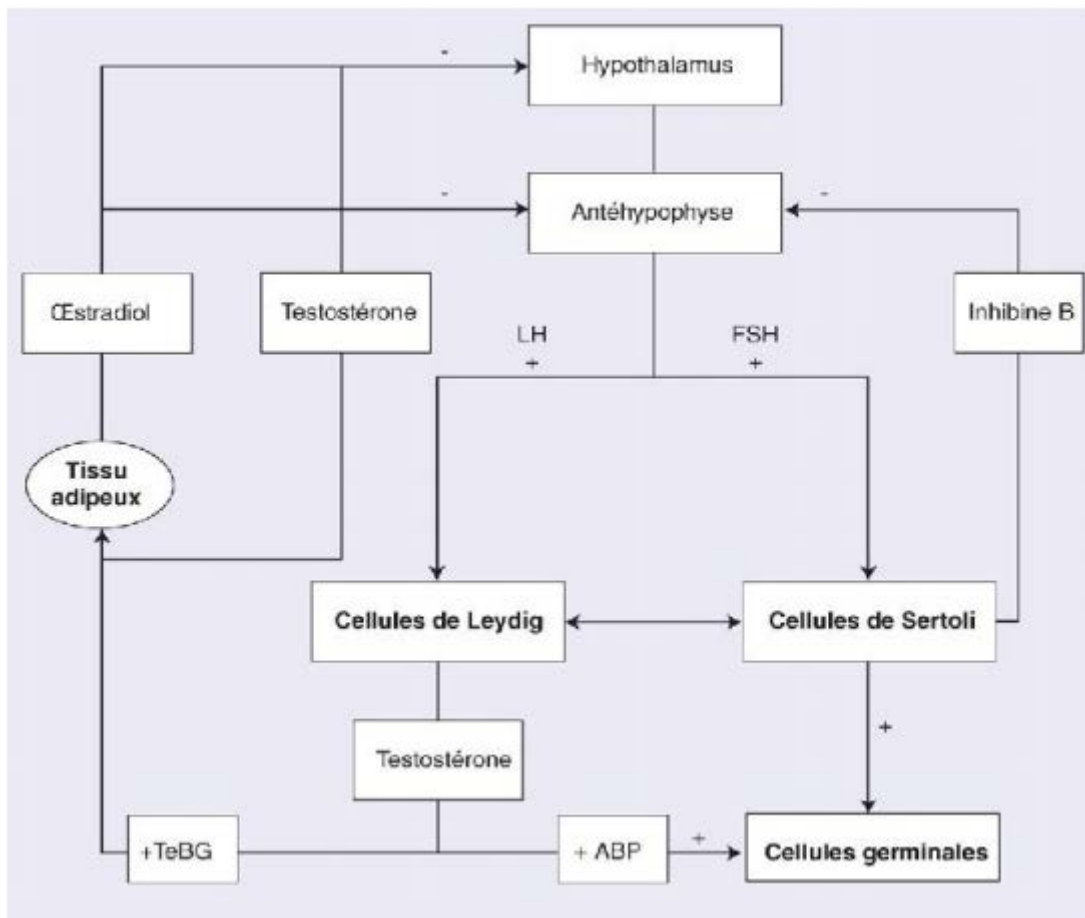 -
Hypothalamus
-
Antéhypophyse
-
Œstradiol
Testostérone
Inhibine B
LH
+
FSH
+
Tissu
adipeux
Cellules de Leydig
Cellules de Sertoli
+
Testostérone
+TeBG
+ ABP
+
Cellules germinales